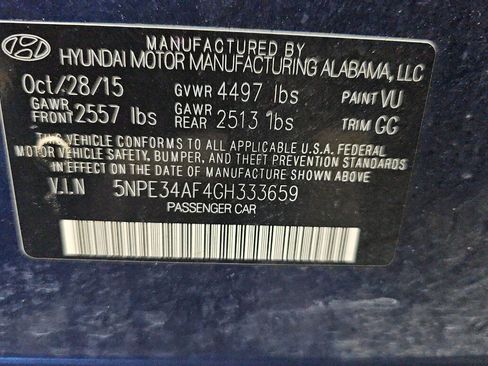 MANUFACTURED BY
HYUNDAI MOTOR MANUFACTURING ALABAMA, LLC
Oct/28/15 GVWR 4497 lbs PAINT VU
GAWR FRONT 2557 lbs GAWR REAR 2513 lbs TRIM GG
THIS VEHICLE CONFORMS TO ALL APPLICABLE U.S.A. FEDERAL
MOTOR VEHICLE SAFETY, BUMPER, AND THEFT PREVENTION STANDARDS
IN EFFECT ON THE DATE OF MANUFACTURE SHOWN ABOVE.
V.I.N 5NPE34AF4GH333659
PASSENGER CAR